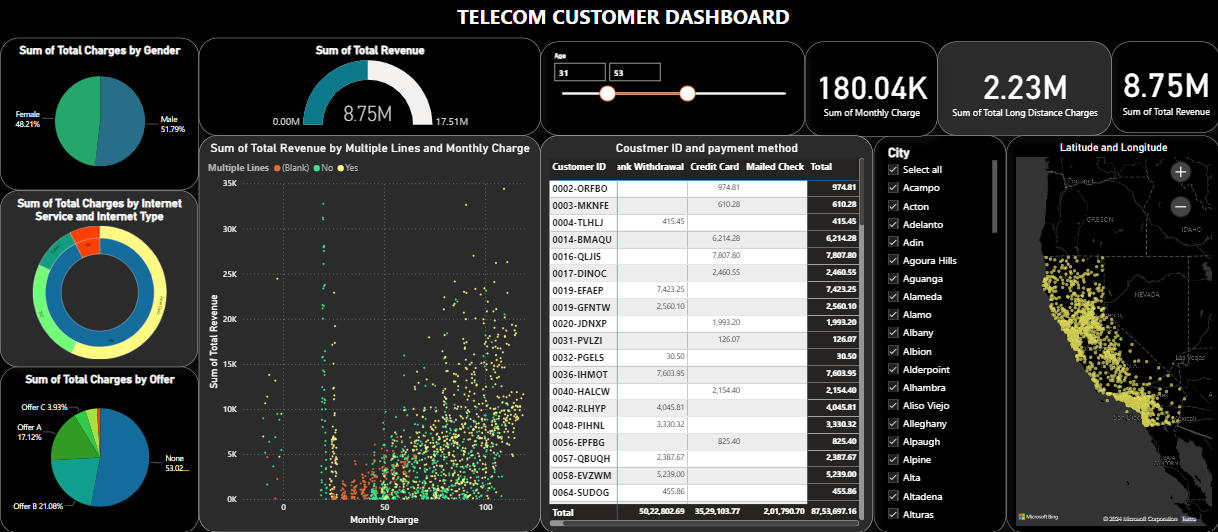 TELECOM CUSTOMER DASHBOARD
Sum of Total Charges by Gender
Female
48.21%
Male
51.79%
Sum of Total Revenue
0.00M
8.75M
17.51M
Age
31
53
180.04K
Sum of Monthly Charge
2.23M
Sum of Total Long Distance Charges
8.75M
Sum of Total Revenue
Sum of Total Charges by Internet
Service and Internet Type
Sum of Total Charges by Offer
Offer C 3.93%
Offer A
17.12%
Offer B 21.08%
None
53.02...
Sum of Total Revenue by Multiple Lines and Monthly Charge
Multiple Lines (Blank) No Yes
Sum of Total Revenue
35K
30K
25K
20K
15K
10K
5K
0K
0
50
100
Monthly Charge
Coustmer ID and payment method
Customer ID ank Withdrawal Credit Card Mailed Check Total
0002-ORFBO 974.81 974.81
0003-MKNFE 610.28 610.28
0004-TLHLJ 415.45 415.45
0014-BMAQU 6,214.28 6,214.28
0016-QLJIS 7,807.80 7,807.80
0017-DINOC 2,460.55 2,460.55
0019-EFAEP 7,423.25 7,423.25
0019-GFNTW 2,560.10 2,560.10
0020-JDNXP 1,993.20 1,993.20
0031-PVLZI 126.07 126.07
0032-PGELS 30.50 30.50
0036-IHMOT 7,603.95 7,603.95
0040-HALCW 2,154.40 2,154.40
0042-RLHYP 4,045.81 4,045.81
0048-PIHNL 3,330.32 3,330.32
0056-EPFBG 825.40 825.40
0057-QBUQH 2,387.67 2,387.67
0058-EVZWM 5,239.00 5,239.00
0064-SUDOG 455.86 455.86
Total 50,22,802.69 35,29,103.77 2,01,790.70 87,53,697.16
City
Select all
Acampo
Acton
Adelanto
Adin
Agoura Hills
Aguanga
Alameda
Alamo
Albany
Albion
Alderpoint
Alhambra
Aliso Viejo
Alleghany
Alpaugh
Alpine
Alta
Altadena
Alturas
Latitude and Longitude
Portland
OREGON
IDAHO
NEVADA
Las Vegas
BAJA
CALIFORNIA
Microsoft Bing
© 2024 Microsoft Corporation Terms